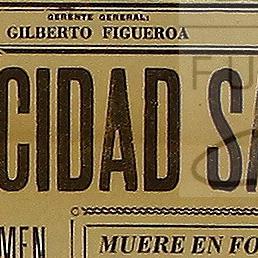 GERENTE GENERAL:
GILBERTO FIGUEROA
CIDAD SA
MEN
MUERE EN FO